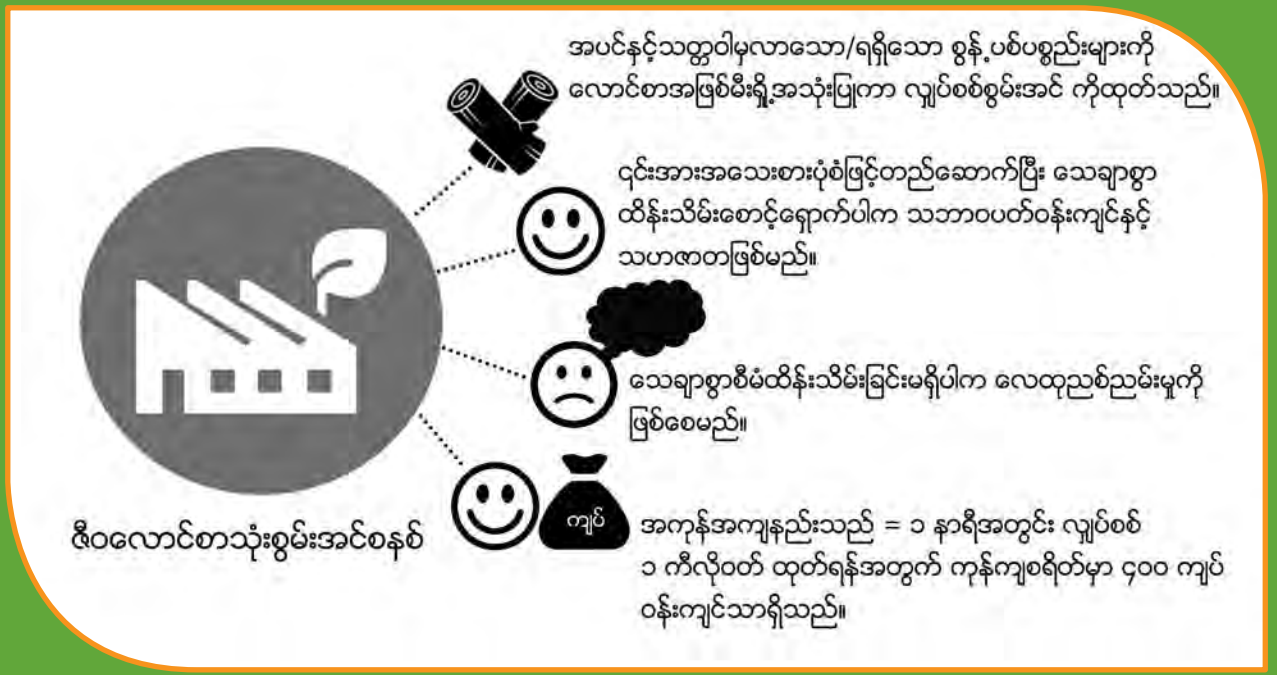 အပင်နှင့်သတ္တဝါမှလာသော/ရရှိသော စွန့်ပစ်ပစ္စည်းများကို
လောင်စာအဖြစ်မီးရှို့အသုံးပြုကာ လျှပ်စစ်စွမ်းအင် ကိုထုတ်သည်။
၎င်းအားအသေးစားပုံစံဖြင့်တည်ဆောက်ပြီး သေချာစွာ
ထိန်းသိမ်းစောင့်ရှောက်ပါက သဘာဝပတ်ဝန်းကျင်နှင့်
သဟဇာတဖြစ်မည်။
သေချာစွာစီမံထိန်းသိမ်းခြင်းမရှိပါက လေထုညစ်ညမ်းမှုကို
ဖြစ်စေမည်။
ဇီဝလောင်စာသုံးစွမ်းအင်စနစ်
ကျပ်
အကုန်အကျနည်းသည် = ၁ နာရီအတွင်း လျှပ်စစ်
၁ ကီလိုဝတ် ထုတ်ရန်အတွက် ကုန်ကျစရိတ်မှာ ၄၀၀ ကျပ်
ဝန်းကျင်သာရှိသည်။